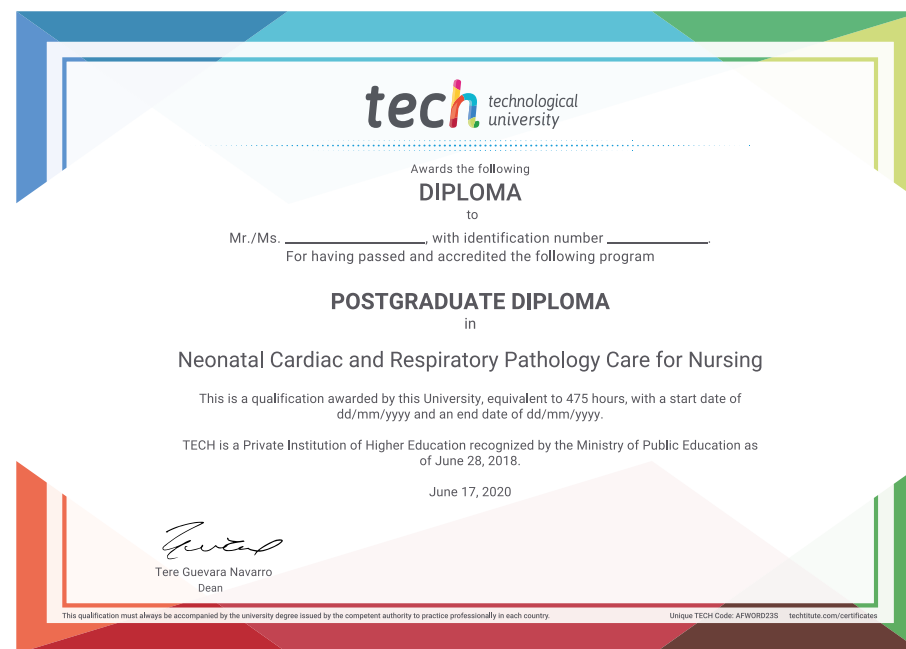 tech technological
university
Awards the following
DIPLOMA
to
Mr./Ms. ________________, with identification number ____________.
For having passed and accredited the following program
POSTGRADUATE DIPLOMA
in
Neonatal Cardiac and Respiratory Pathology Care for Nursing
This is a qualification awarded by this University, equivalent to 475 hours, with a start date of
dd/mm/yyyy and an end date of dd/mm/yyyy.
TECH is a Private Institution of Higher Education recognized by the Ministry of Public Education as
of June 28, 2018.
June 17, 2020
Tere Guevara Navarro
Dean
This qualification must always be accompanied by the university degree issued by the competent authority to practice professionally in each country.
Unique TECH Code: AFWORD23S techtitute.com/certificates